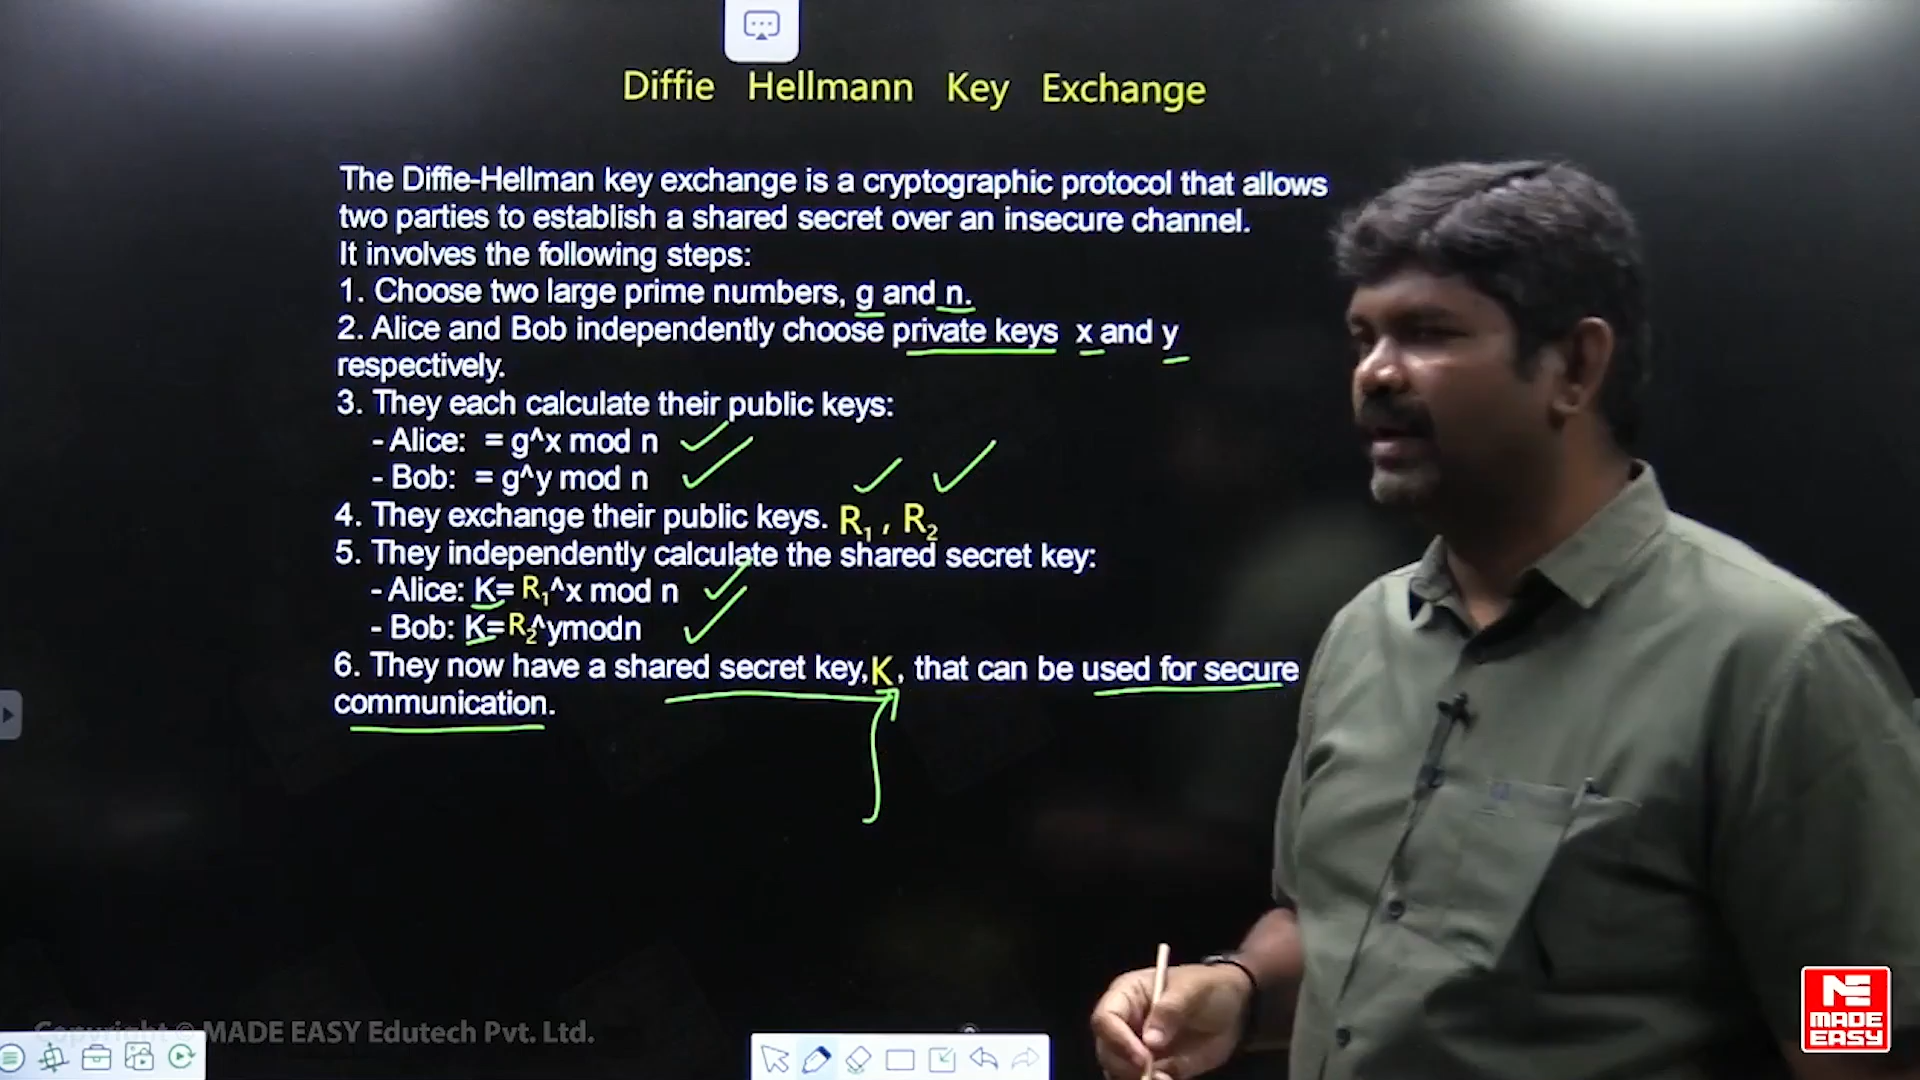 Diffie Hellmann Key Exchange
The Diffie-Hellman key exchange is a cryptographic protocol that allows
two parties to establish a shared secret over an insecure channel.
It involves the following steps:
1. Choose two large prime numbers, g and n.
2. Alice and Bob independently choose private keys x and y
respectively.
3. They each calculate their public keys:
- Alice: = g^x mod n
- Bob: = g^y mod n
4. They exchange their public keys. R₁, R₂
5. They independently calculate the shared secret key:
- Alice: K= R₁^x mod n
- Bob: K= R₂^ymodn
6. They now have a shared secret key, K, that can be used for secure
communication.
Copyright © MADE EASY Edutech Pvt. Ltd.
ME
MADE
EASY